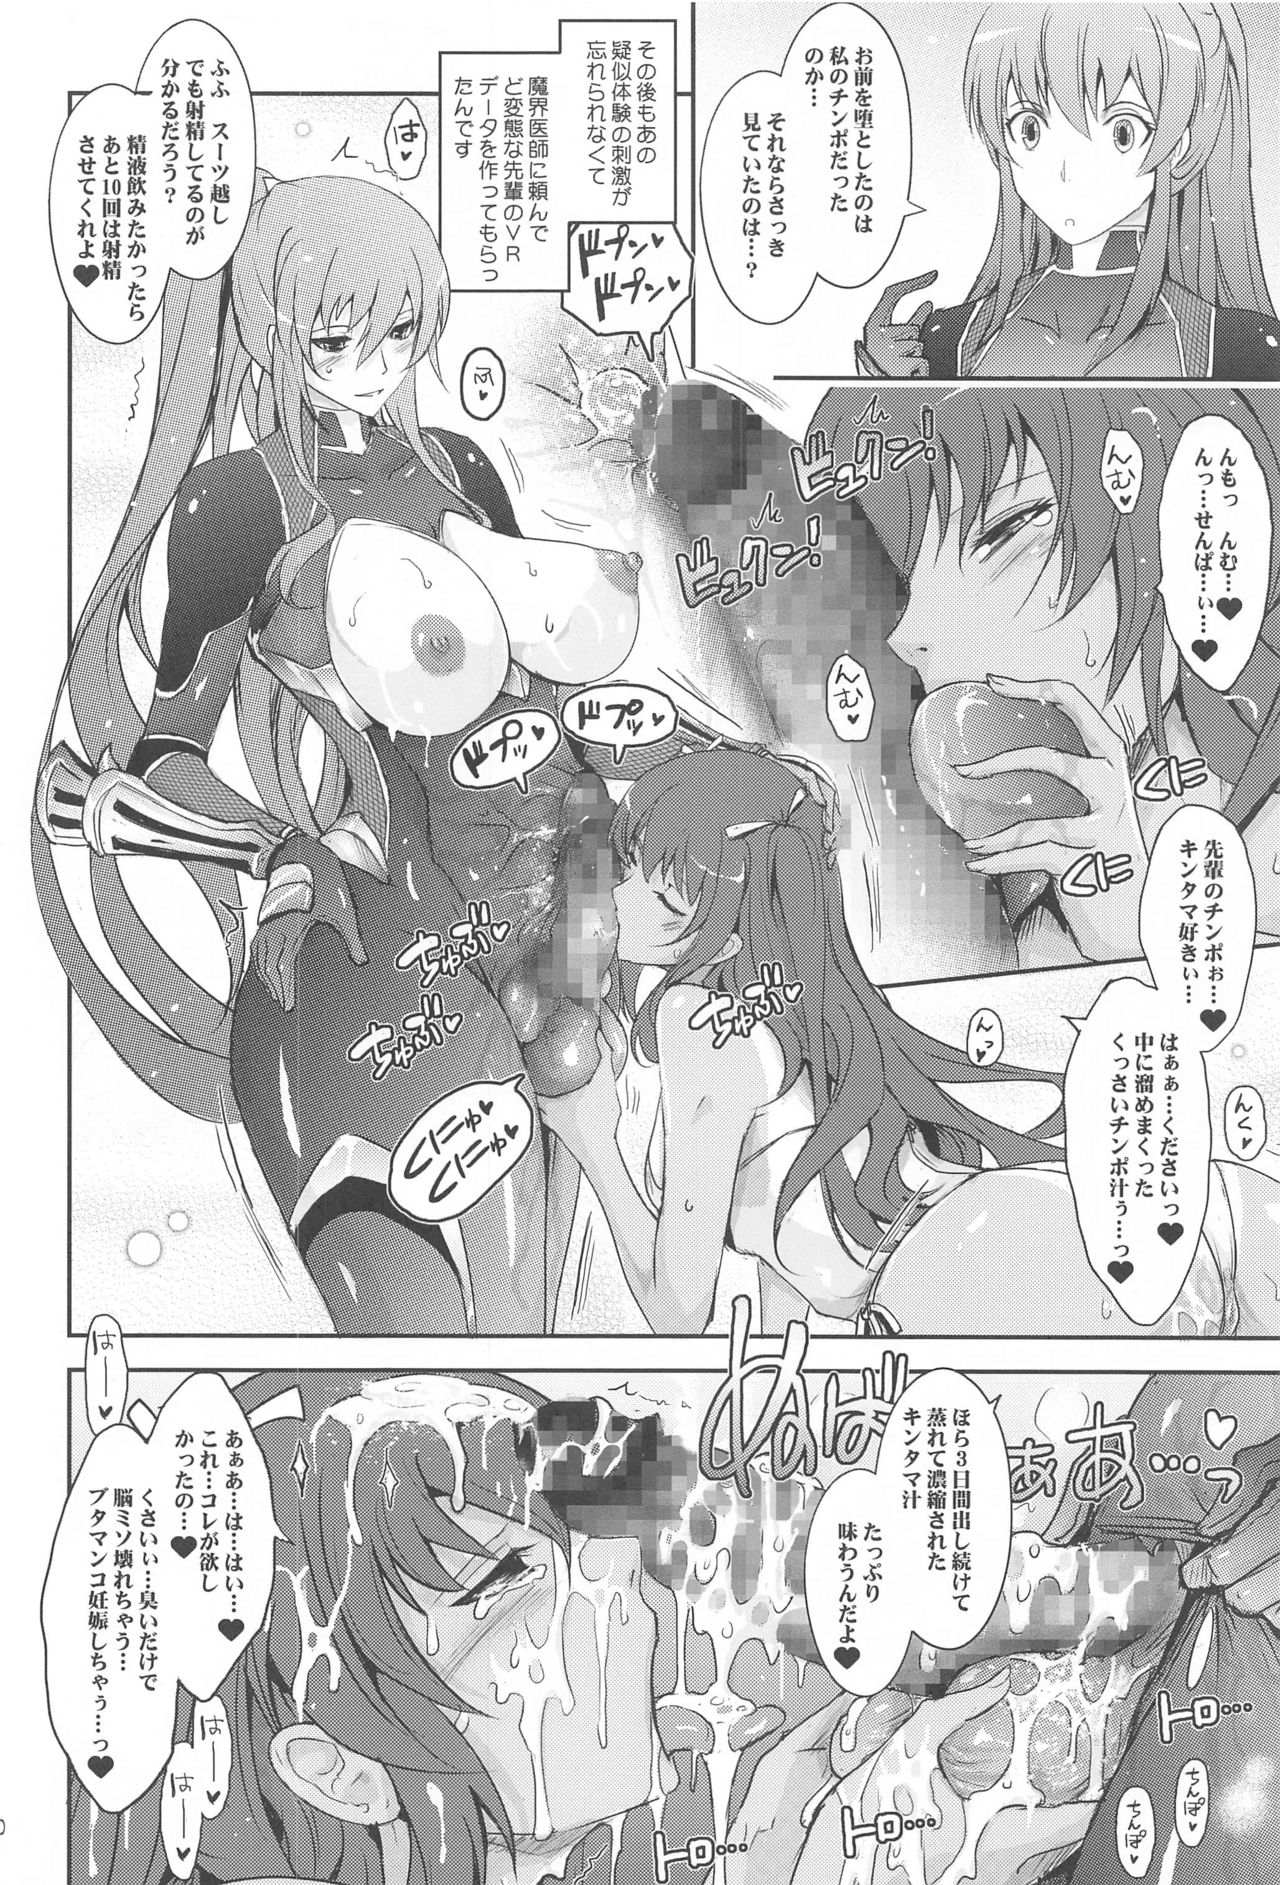 お前を堕としたのは
私のチンポだった
のか…
それならさっき
見ていたのは…？
その後もあの
疑似体験の刺激が
忘れられなくて
魔界医師に頼んで
ど変態な先輩のVR
データを作ってもらっ
たんです
ふふ　スーツ越し
でも射精してるのが
分かるだろう？
精液飲みたかったら
あと10回は射精
させてくれよ♥
は♥
ふ♥
ドプン♥
ドプン♥
ビュクン！
ビュクン！
んむ♥
んむ♥
んもっ　んむ…♥
んっ…せんぱ…い…♥
くに
くに
先輩のチンポぉ…♥
キンタマ好きぃ…
はぁぁ…くださいっ♥
中に溜めまくった
くっさいチンポ汁ぅ…っ♥
ドプッ
ドプッ
ちゅぶ♥
ちゅぶ♥
ちゅぶ♥
くにゅ♥
くにゅ♥
んっ♥
んく♥
ほら3日間出し続けて
蒸れて濃縮された
キンタマ汁
たっぷり
味わうんだよ♥
ぬばぁぁ…っ
トロ…
トロ…
トロ…
ちんぽ♥
ちんぽ♥
はー♥
あぁあ…は…はい…♥
これ…コレが欲し
かったの…♥
くさいぃ…臭いだけで
脳ミソ壊れちゃう…
ブタマンコ妊娠しちゃぅ…っ♥
はー♥
はー♥